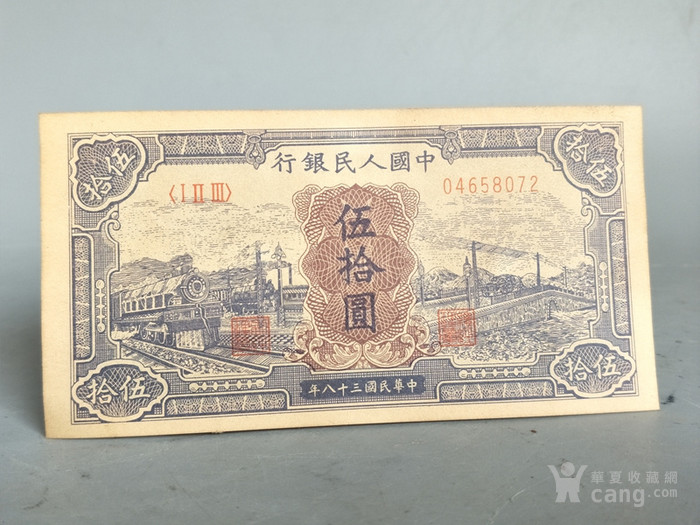 伍拾
伍拾
中國人民銀行
〈I II III〉
04658072
伍拾圓
伍拾
伍拾
中華民國三十八年
華夏收藏網
cang.com